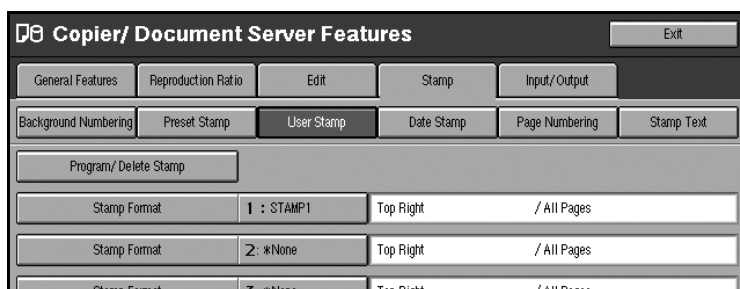 Copier/ Document Server Features Exit
General Features Reproduction Ratio Edit Stamp Input/Output
Background Numbering Preset Stamp User Stamp Date Stamp Page Numbering Stamp Text
Program/ Delete Stamp
Stamp Format 1 : STAMP1 Top Right / All Pages
Stamp Format 2: *None Top Right / All Pages